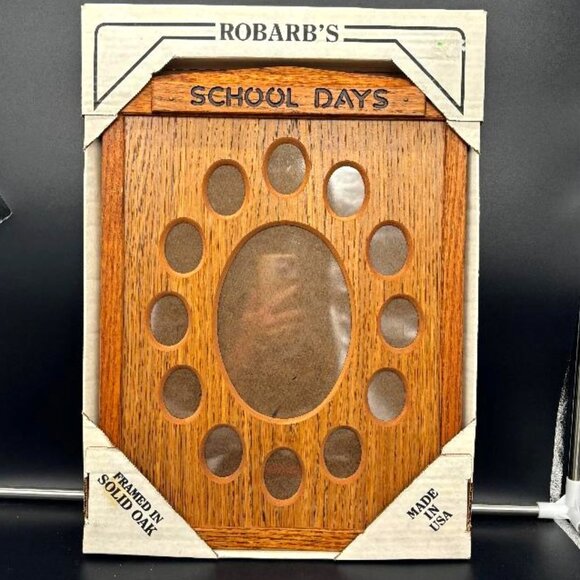 ROBARB'S
SCHOOL DAYS
FRAMED IN
SOLID OAK
MADE
IN
USA